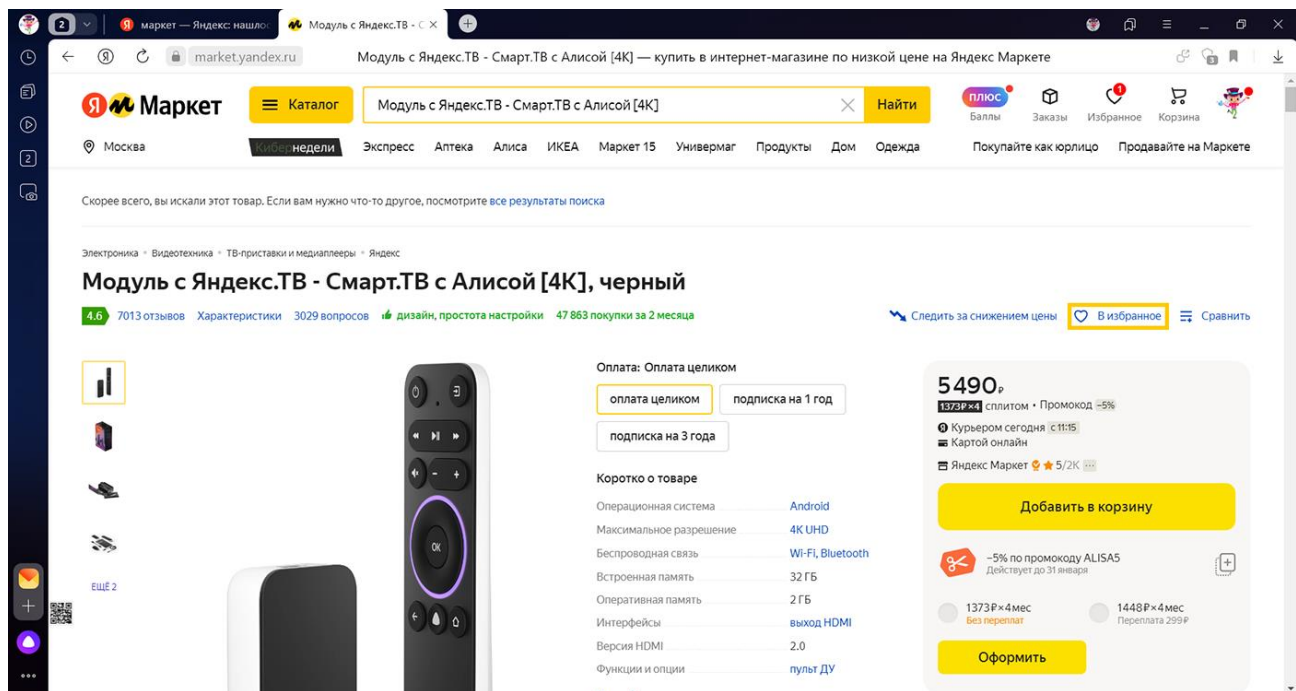 2
маркет — Яндекс: нашлос
Модуль с Яндекс.ТВ - С
market.yandex.ru
Модуль с Яндекс.ТВ - Смарт.ТВ с Алисой [4K] — купить в интернет-магазине по низкой цене на Яндекс Маркете
3
2
Я Маркет
Каталог
Модуль с Яндекс.ТВ - Смарт.ТВ с Алисой [4K]
Найти
плюс
Баллы
Заказы
1
Избранное
Корзина
Москва
Кибернедели
Экспресс
Аптека
Алиса
ИКЕА
Маркет 15
Универмаг
Продукты
Дом
Одежда
Покупайте как юрлицо
Продавайте на Маркете
Скорее всего, вы искали этот товар. Если вам нужно что-то другое, посмотрите все результаты поиска
Электроника • Видеотехника • ТВ-приставки и медиаплееры • Яндекс
Модуль с Яндекс.ТВ - Смарт.ТВ с Алисой [4K], черный
4.6 7013 отзывов Характеристики 3029 вопросов дизайн, простота настройки 47 863 покупки за 2 месяца
Следить за снижением цены
В избранное
Сравнить
ЕЩЁ 2
OK
Оплата: Оплата целиком
оплата целиком
подписка на 1 год
подписка на 3 года
Коротко о товаре
Операционная система Android
Максимальное разрешение 4K UHD
Беспроводная связь Wi-Fi, Bluetooth
Встроенная память 32 ГБ
Оперативная память 2 ГБ
Интерфейсы выход HDMI
Версия HDMI 2.0
Функции и опции пульт ДУ
5 490₽
1373₽×4 сплитом • Промокод -5%
Курьером сегодня с 11:15
Картой онлайн
Яндекс Маркет 5/2K
Добавить в корзину
–5% по промокоду ALISA5
Действует до 31 января
1373₽×4мес
Без переплат
1448₽×4мес
Переплата 299₽
Оформить